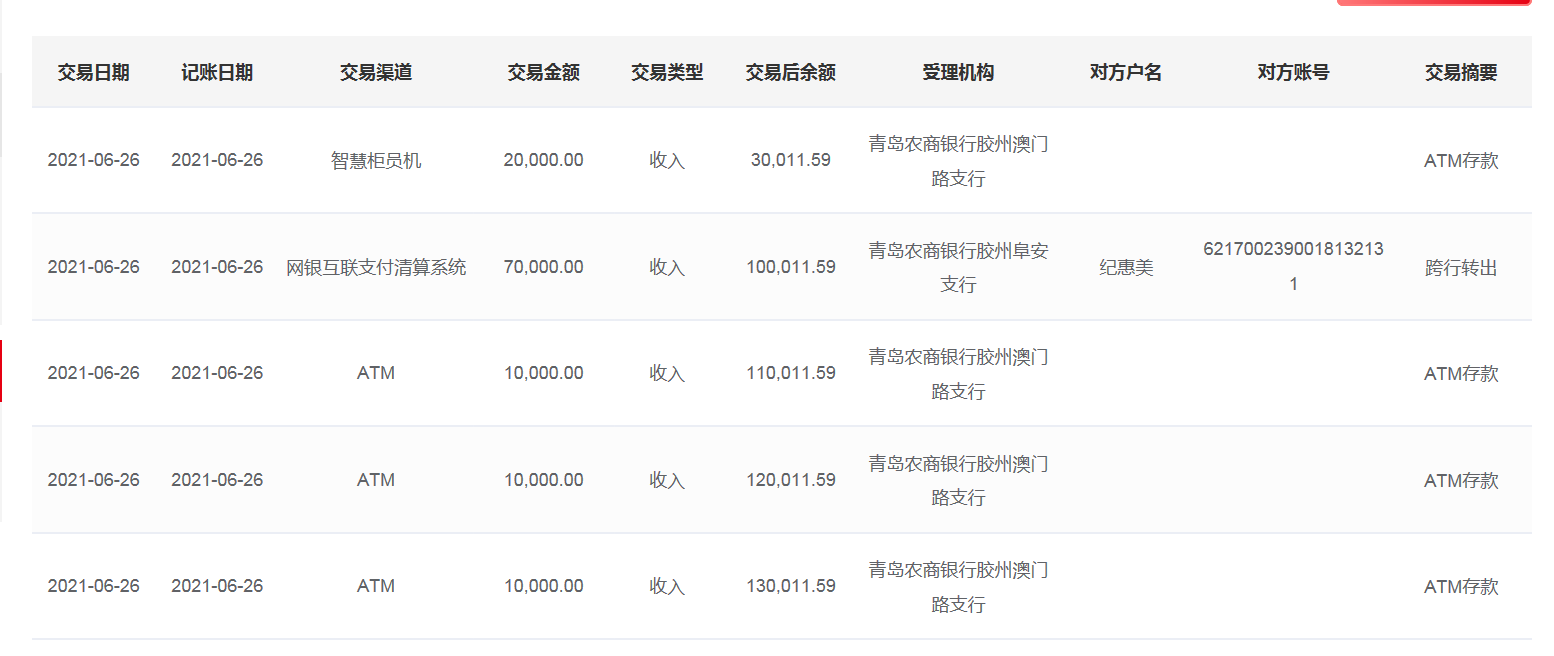 交易日期 记账日期 交易渠道 交易金额 交易类型 交易后余额 受理机构 对方户名 对方账号 交易摘要
2021-06-26 2021-06-26 智慧柜员机 20,000.00 收入 30,011.59 青岛农商银行胶州澳门 ATM存款
路支行
2021-06-26 2021-06-26 网银互联支付清算系统 70,000.00 收入 100,011.59 青岛农商银行胶州阜安 纪惠美 621700239001813213 跨行转出
支行 1
2021-06-26 2021-06-26 ATM 10,000.00 收入 110,011.59 青岛农商银行胶州澳门 ATM存款
路支行
2021-06-26 2021-06-26 ATM 10,000.00 收入 120,011.59 青岛农商银行胶州澳门 ATM存款
路支行
2021-06-26 2021-06-26 ATM 10,000.00 收入 130,011.59 青岛农商银行胶州澳门 ATM存款
路支行